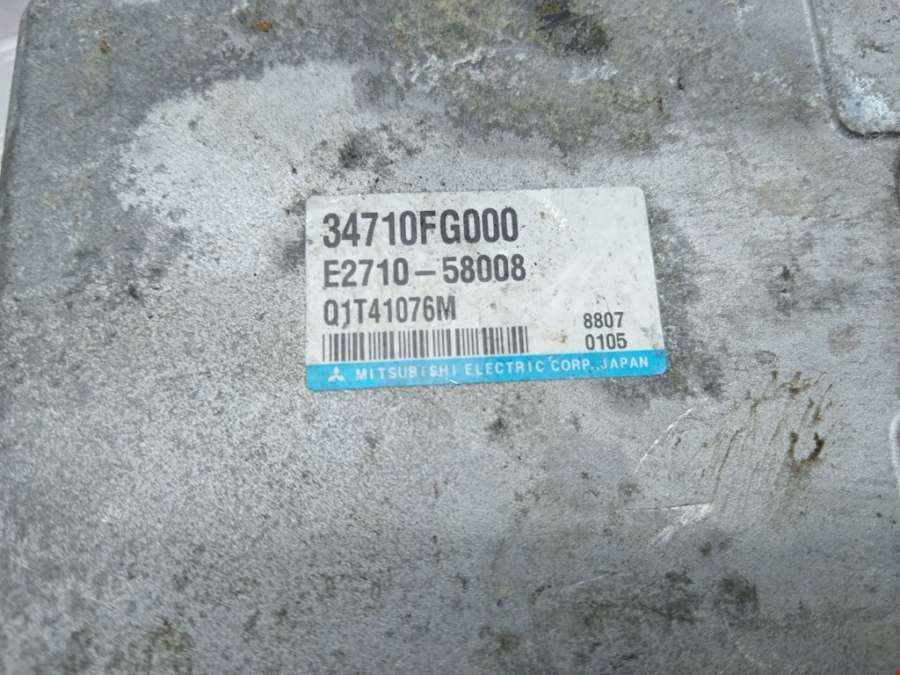 34710FG000
E2710-58008
Q1T41076M
8807
0105
MITSUBISHI ELECTRIC CORP. JAPAN